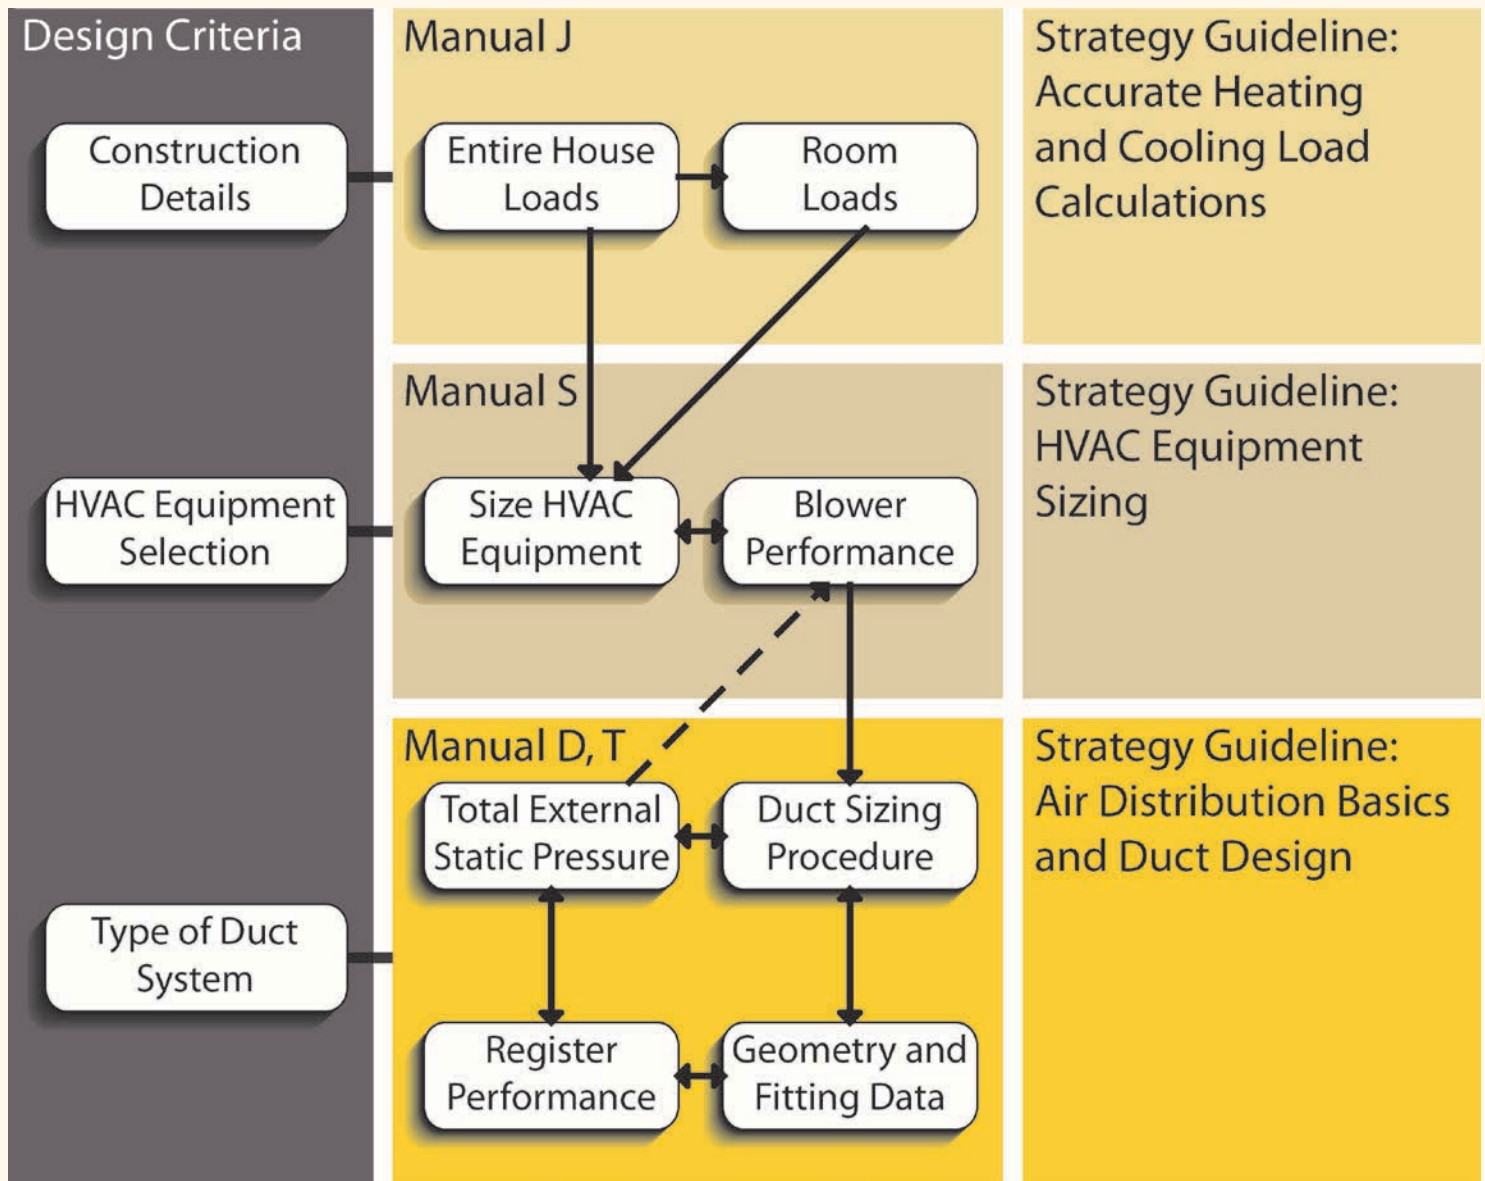 Design Criteria
Construction
Details
HVAC Equipment
Selection
Type of Duct
System
Manual J
Entire House
Loads
Room
Loads
Manual S
Size HVAC
Equipment
Blower
Performance
Manual D, T
Total External
Static Pressure
Duct Sizing
Procedure
Register
Performance
Geometry and
Fitting Data
Strategy Guideline:
Accurate Heating
and Cooling Load
Calculations
Strategy Guideline:
HVAC Equipment
Sizing
Strategy Guideline:
Air Distribution Basics
and Duct Design